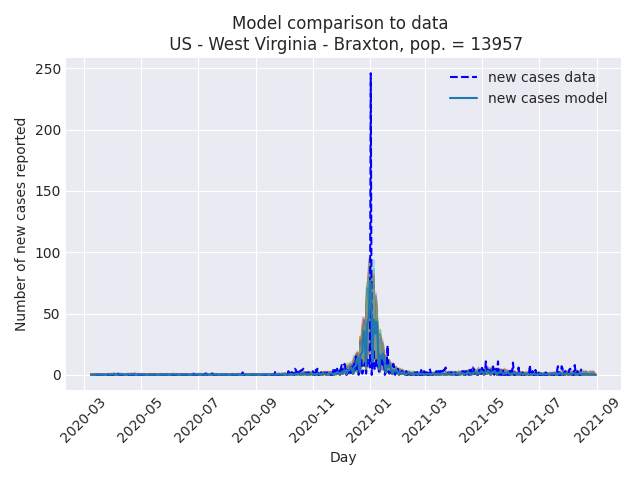 Model comparison to data
US - West Virginia - Braxton, pop. = 13957
new cases data
new cases model
Number of new cases reported
250
200
150
100
50
0
2020-03
2020-05
2020-07
2020-09
2020-11
2021-01
2021-03
2021-05
2021-07
2021-09
Day